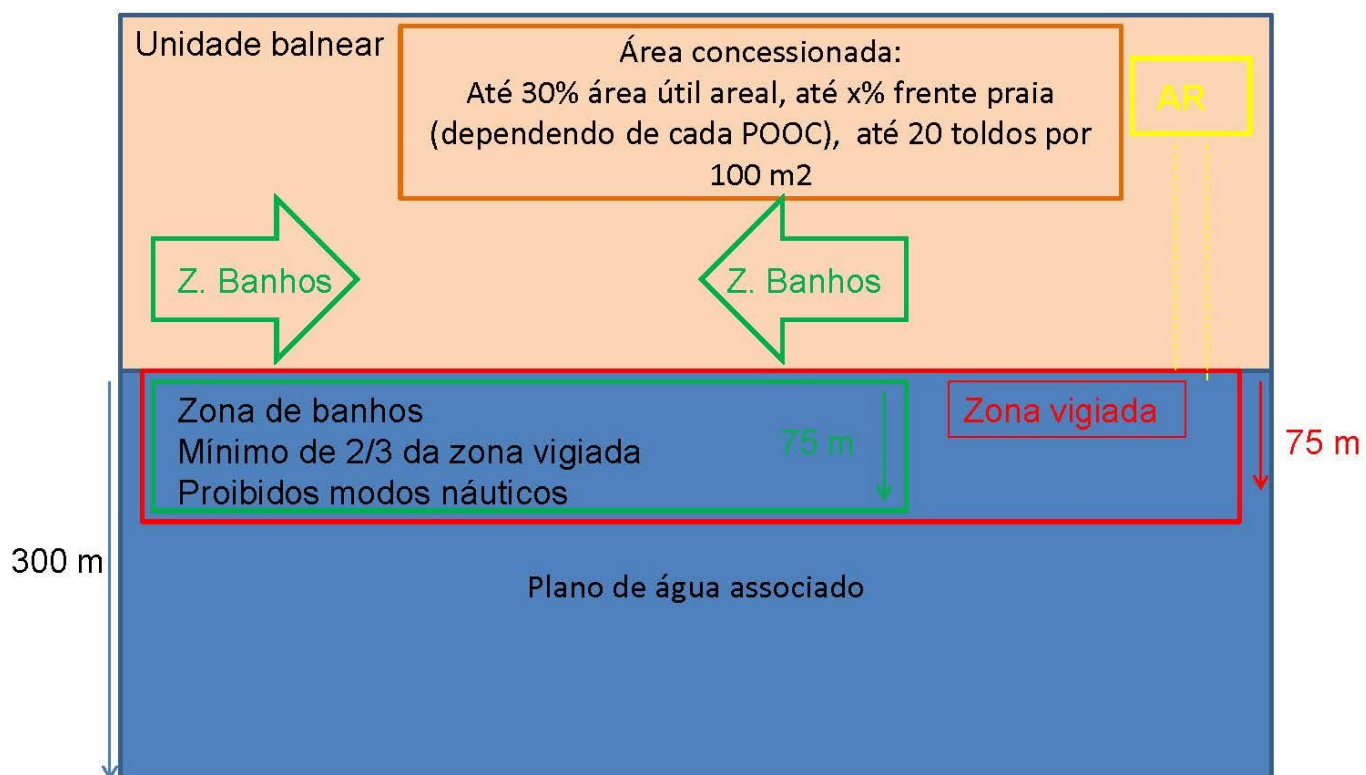 Unidade balnear
Área concessionada:
Até 30% área útil areal, até x% frente praia
(dependendo de cada POOC), até 20 toldos por
100 m2
AR
Z. Banhos
Z. Banhos
Zona de banhos
Mínimo de 2/3 da zona vigiada
Proibidos modos náuticos
75 m
Zona vigiada
75 m
300 m
Plano de água associado